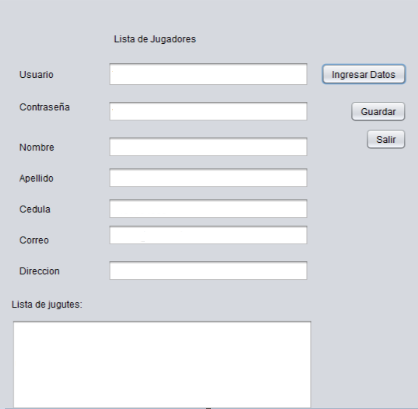 Lista de Jugadores
Usuario
Ingresar Datos
Contraseña
Guardar
Nombre
Salir
Apellido
Cedula
Correo
Direccion
Lista de jugutes: